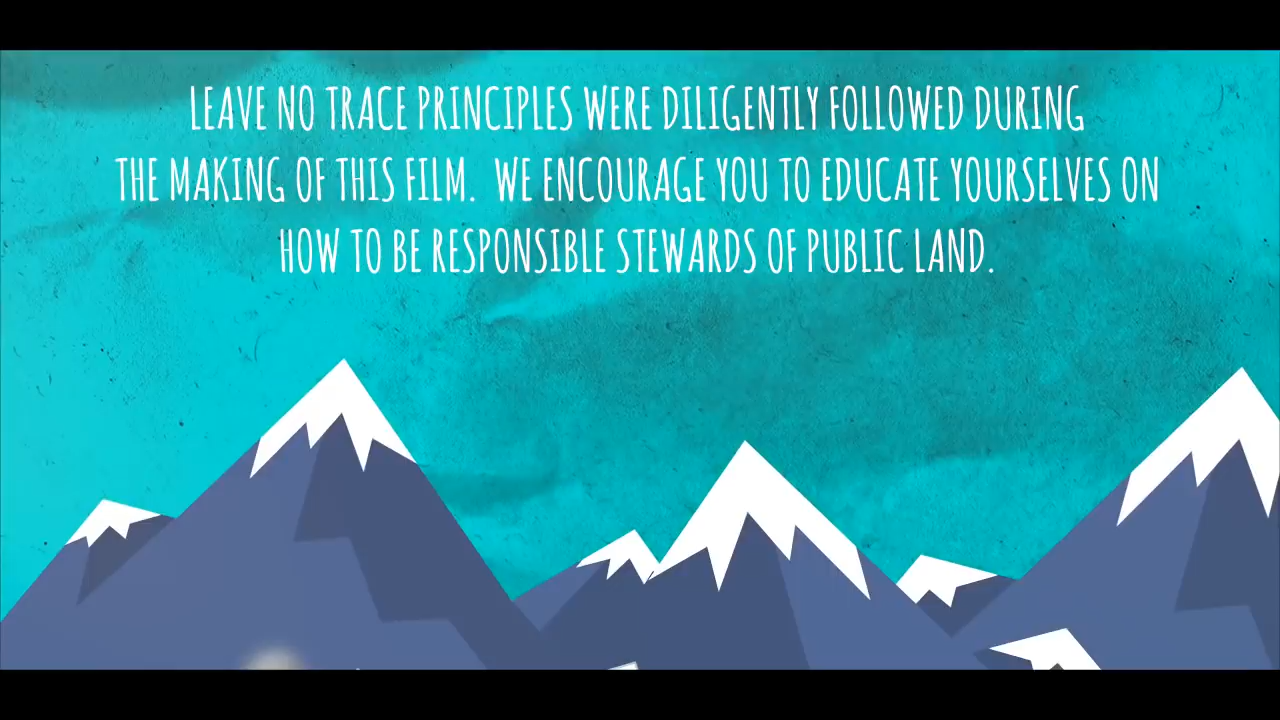 LEAVE NO TRACE PRINCIPLES WERE DILIGENTLY FOLLOWED DURING
THE MAKING OF THIS FILM.  WE ENCOURAGE YOU TO EDUCATE YOURSELVES ON
HOW TO BE RESPONSIBLE STEWARDS OF PUBLIC LAND.